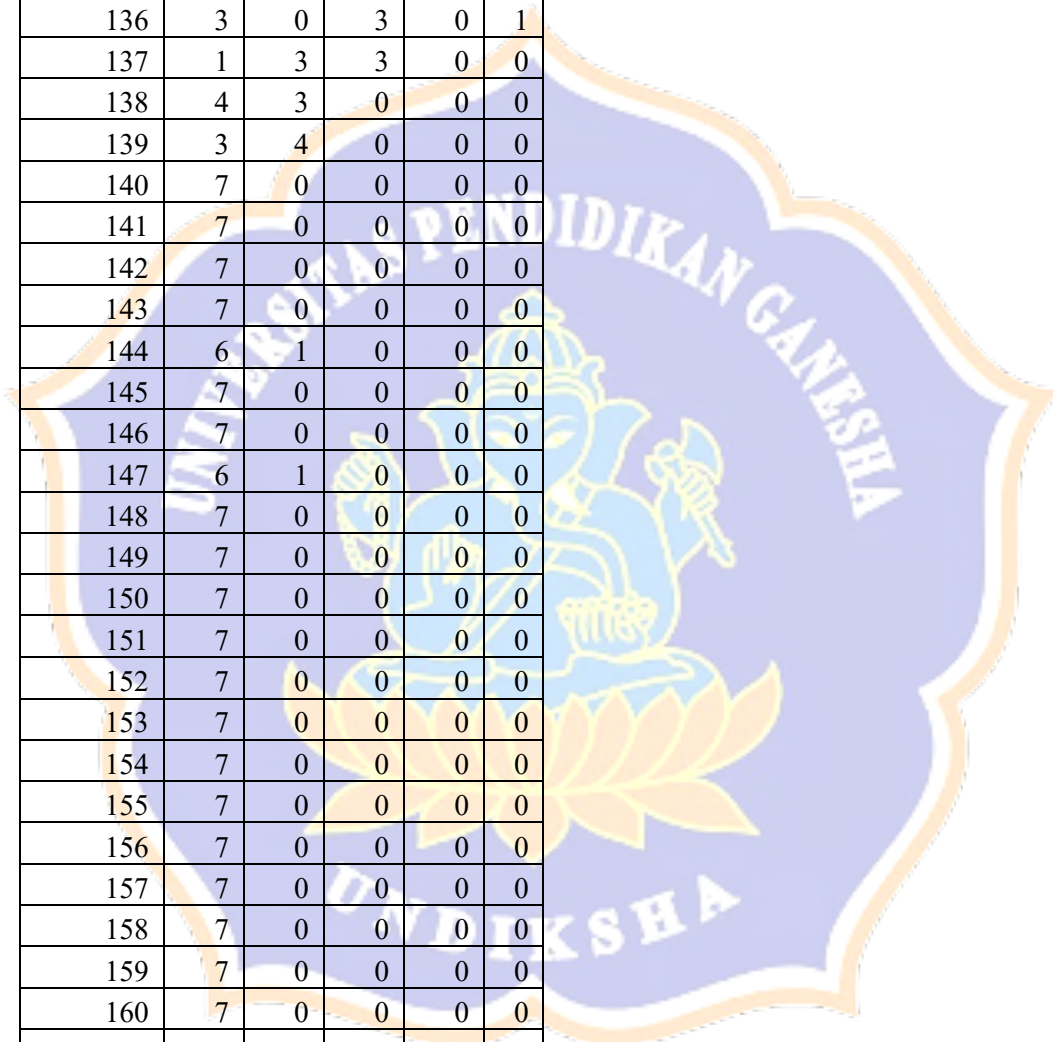 136 3 0 3 0 1
137 1 3 3 0 0
138 4 3 0 0 0
139 3 4 0 0 0
140 7 0 0 0 0
141 7 0 0 0 0
142 7 0 0 0 0
143 7 0 0 0 0
144 6 1 0 0 0
145 7 0 0 0 0
146 7 0 0 0 0
147 6 1 0 0 0
148 7 0 0 0 0
149 7 0 0 0 0
150 7 0 0 0 0
151 7 0 0 0 0
152 7 0 0 0 0
153 7 0 0 0 0
154 7 0 0 0 0
155 7 0 0 0 0
156 7 0 0 0 0
157 7 0 0 0 0
158 7 0 0 0 0
159 7 0 0 0 0
160 7 0 0 0 0
UNIVERSITAS PENDIDIKAN GANESHA
UNDIKSHA